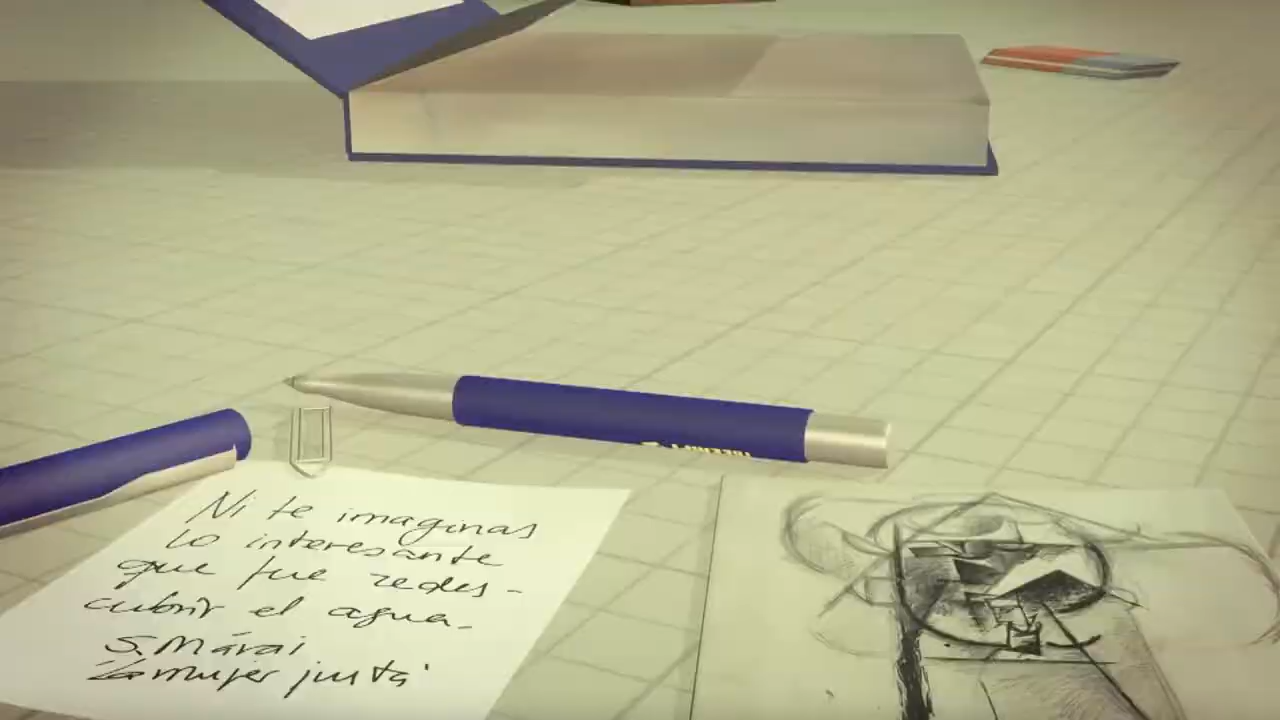 Ni te imaginas
lo interesante
que fue redes-
cubrir el agua.
S. Márai
"La mujer justa"